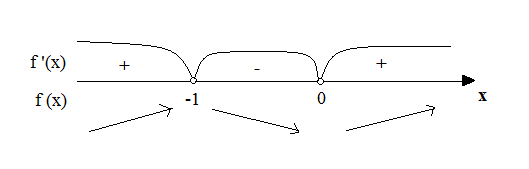 f '(x) + - +
f (x) -1 0 x